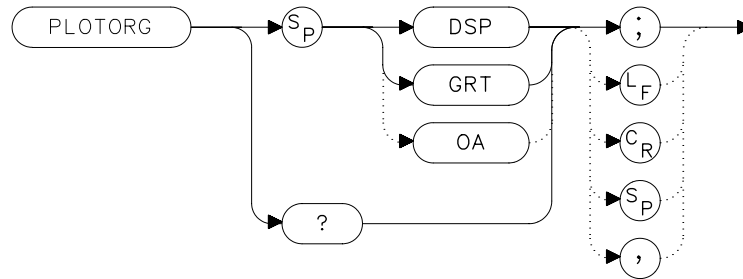 PLOTORG SP DSP ;
GRT LF
OA CR
SP
? ,